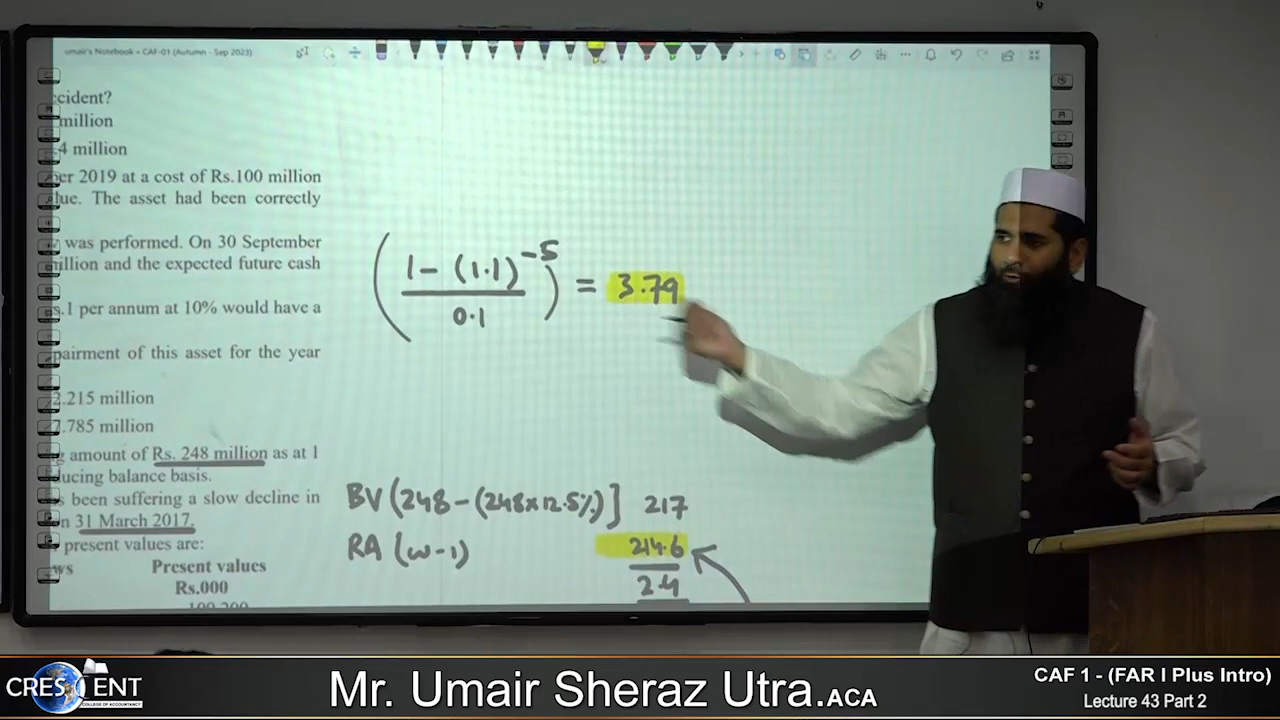 umair's Notebook » CAF-01 (Autumn - Sep 2023)
cident?
million
4 million
er 2019 at a cost of Rs.100 million
lue. The asset had been correctly
was performed. On 30 September
illion and the expected future cash
s.1 per annum at 10% would have a
pairment of this asset for the year
2.215 million
7.785 million
g amount of Rs. 248 million as at 1
ducing balance basis.
s been suffering a slow decline in
n 31 March 2017.
present values are:
ws Present values
Rs.000
(1 - (1.1)^-5 / 0.1) = 3.79
BV (248 - (248 x 12.5%)] 217
RA (w-1) 214.6
2.4
CRESCENT
COLLEGE OF ACCOUNTANCY
Mr. Umair Sheraz Utra.ACA
CAF 1 - (FAR I Plus Intro)
Lecture 43 Part 2